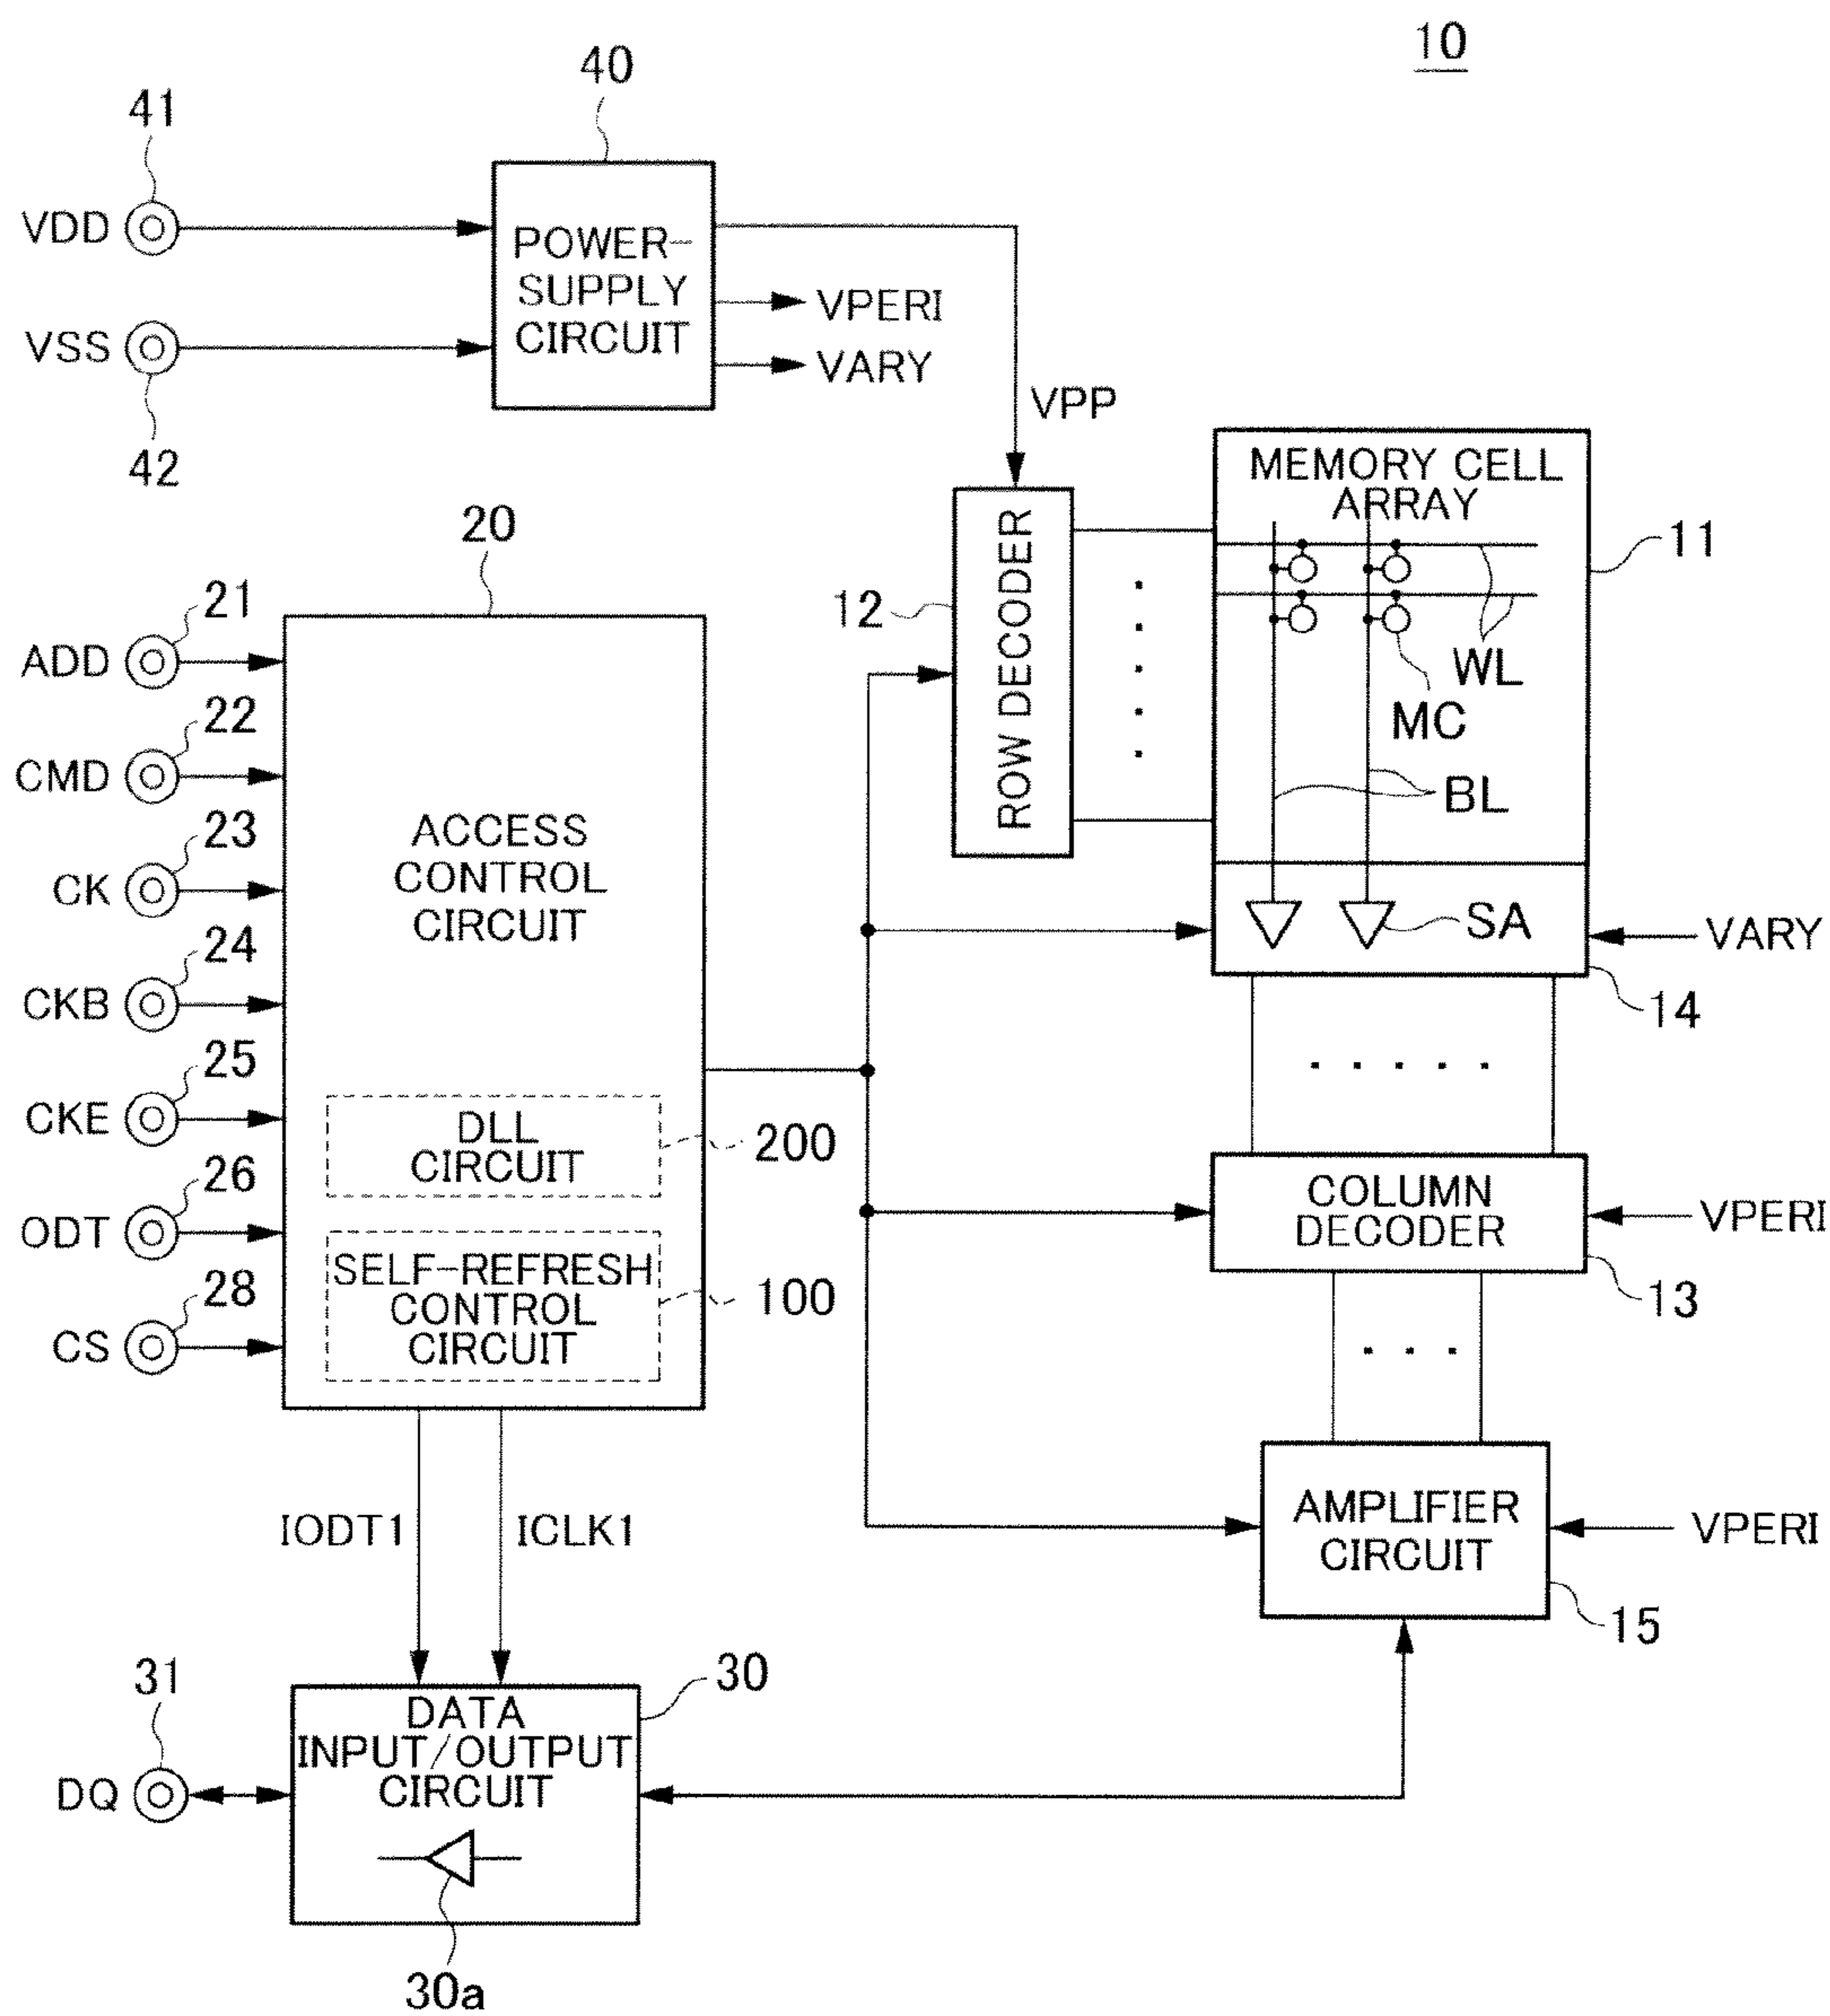 10
40
41
VDD
POWER-
SUPPLY
CIRCUIT
VPERI
VSS
VARY
42
VPP
MEMORY CELL
ARRAY
11
20
12
ROW DECODER
21
ADD
WL
22
MC
CMD
BL
ACCESS
CONTROL
CIRCUIT
23
CK
SA
VARY
24
CKB
14
25
CKE
DLL
CIRCUIT
200
COLUMN
DECODER
VPERI
26
ODT
SELF-REFRESH
CONTROL
CIRCUIT
100
13
28
CS
IODT1
ICLK1
AMPLIFIER
CIRCUIT
VPERI
15
31
30
DATA
INPUT/OUTPUT
CIRCUIT
DQ
30a